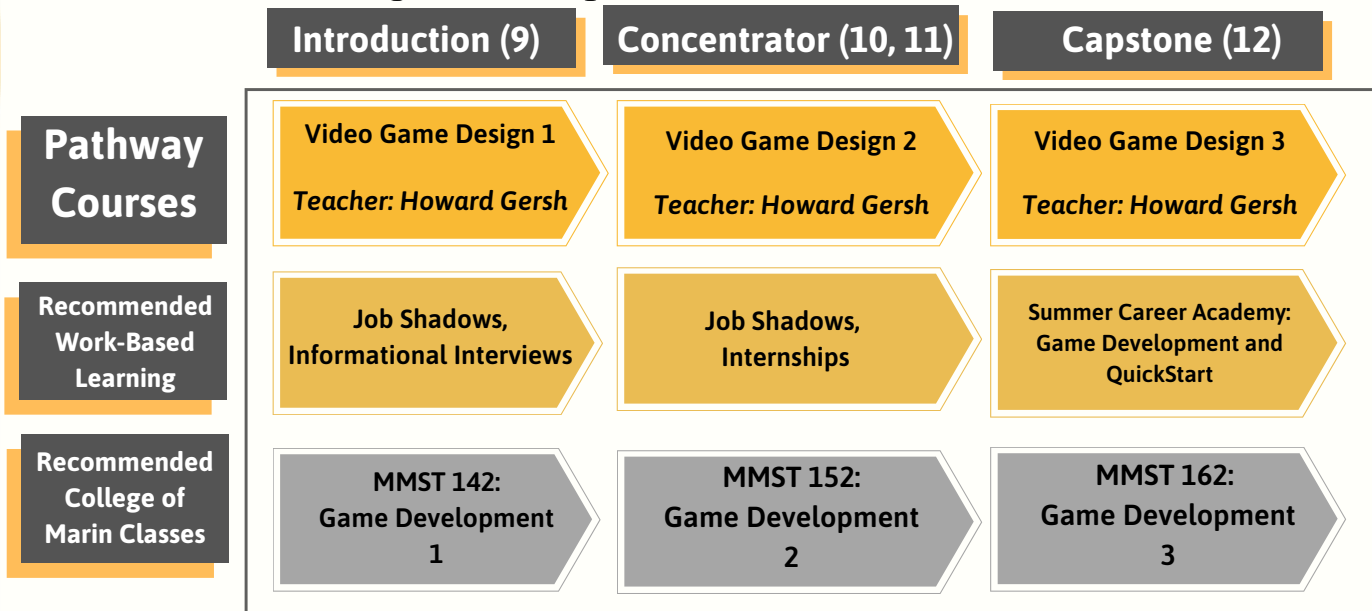 Introduction (9)
Concentrator (10, 11)
Capstone (12)
Pathway
Courses
Video Game Design 1
Teacher: Howard Gersh
Video Game Design 2
Teacher: Howard Gersh
Video Game Design 3
Teacher: Howard Gersh
Recommended
Work-Based
Learning
Job Shadows,
Informational Interviews
Job Shadows,
Internships
Summer Career Academy:
Game Development and
QuickStart
Recommended
College of
Marin Classes
MMST 142:
Game Development
1
MMST 152:
Game Development
2
MMST 162:
Game Development
3